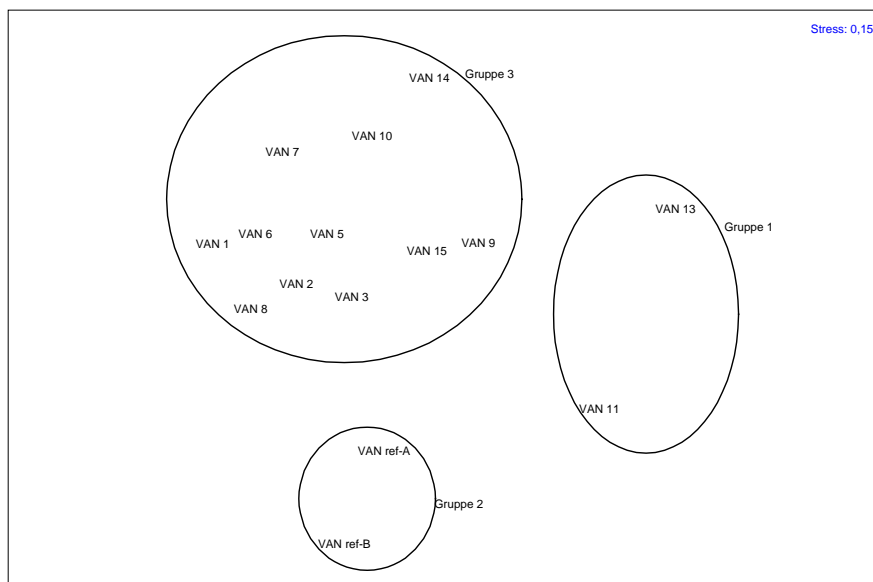 Stress: 0,15
VAN 14
Gruppe 3
VAN 10
VAN 7
VAN 13
Gruppe 1
VAN 6
VAN 5
VAN 1
VAN 9
VAN 15
VAN 2
VAN 3
VAN 8
VAN 11
VAN ref-A
Gruppe 2
VAN ref-B